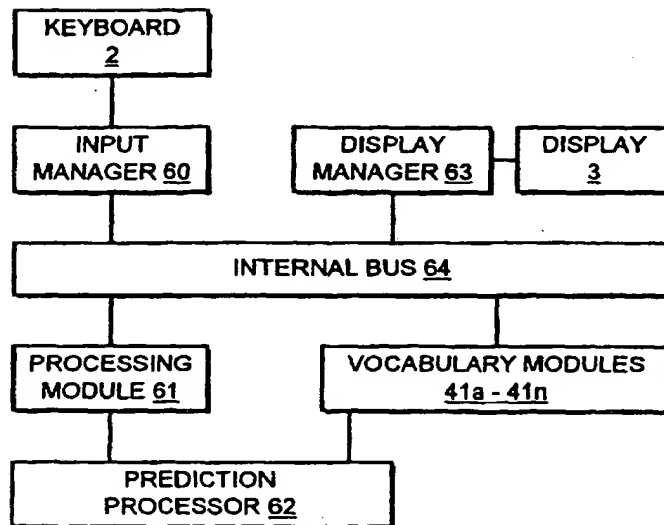 KEYBOARD
2
INPUT
MANAGER 60
DISPLAY
MANAGER 63
DISPLAY
3
INTERNAL BUS 64
PROCESSING
MODULE 61
VOCABULARY MODULES
41a - 41n
PREDICTION
PROCESSOR 62